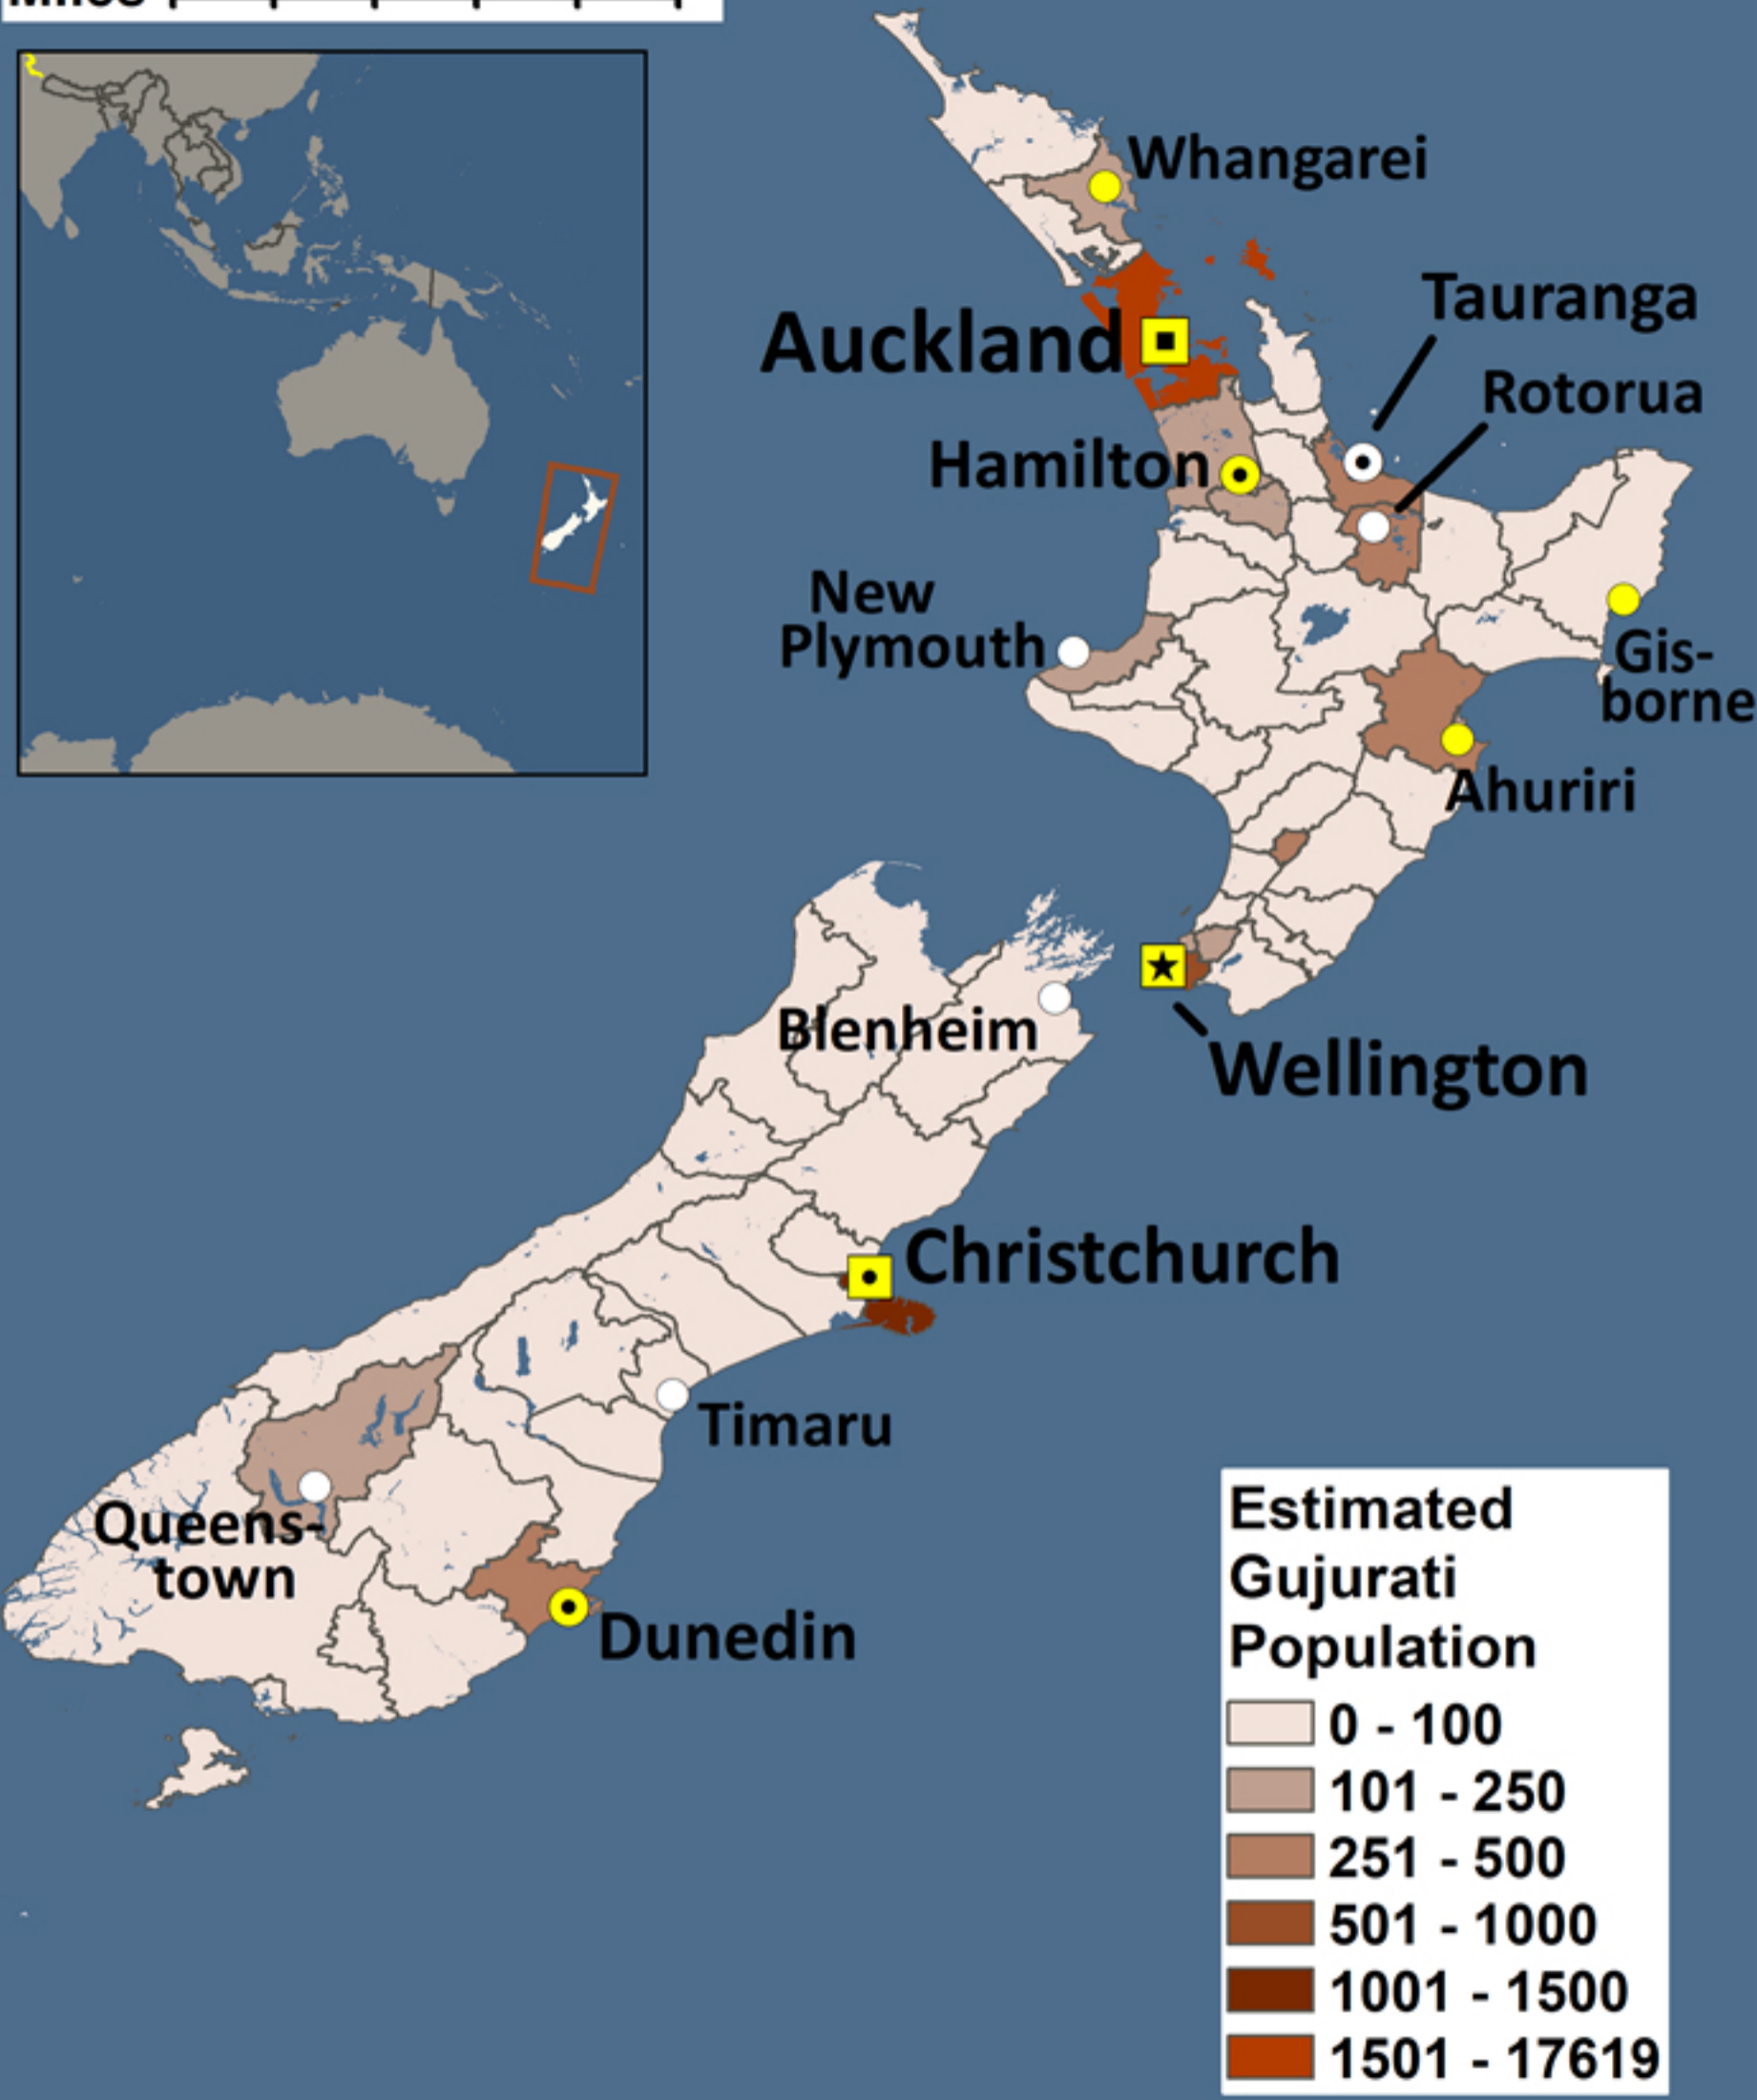 Miles
Whangarei
Tauranga
Auckland
Rotorua
Hamilton
New
Plymouth
Gis-
borne
Ahuriri
Blenheim
Wellington
Christchurch
Timaru
Queens-
town
Dunedin
Estimated
Gujurati
Population
0 - 100
101 - 250
251 - 500
501 - 1000
1001 - 1500
1501 - 17619